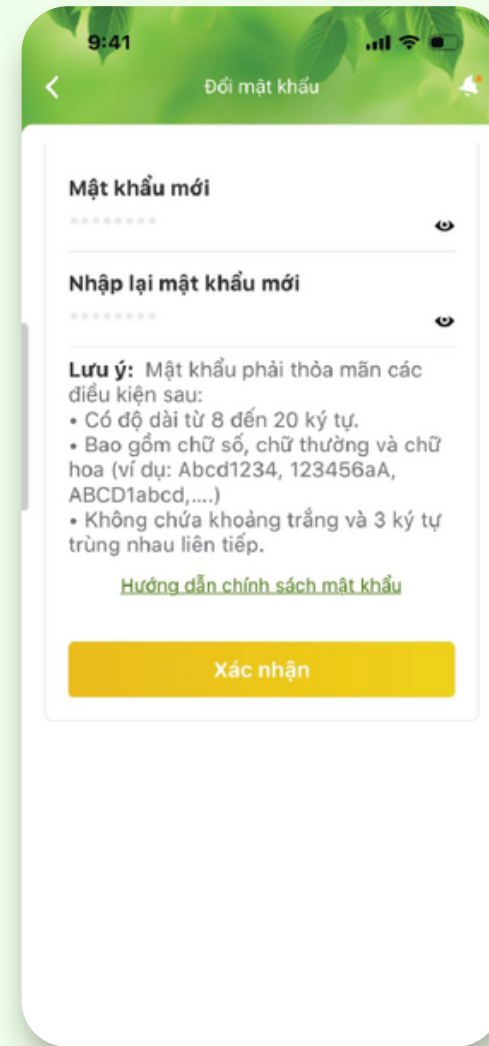 9:41
Đổi mật khẩu
Mật khẩu mới
********
Nhập lại mật khẩu mới
********
Lưu ý: Mật khẩu phải thỏa mãn các
điều kiện sau:
• Có độ dài từ 8 đến 20 ký tự.
• Bao gồm chữ số, chữ thường và chữ
hoa (ví dụ: Abcd1234, 123456aA,
ABCD1abcd,....)
• Không chứa khoảng trắng và 3 ký tự
trùng nhau liên tiếp.
Hướng dẫn chính sách mật khẩu
Xác nhận